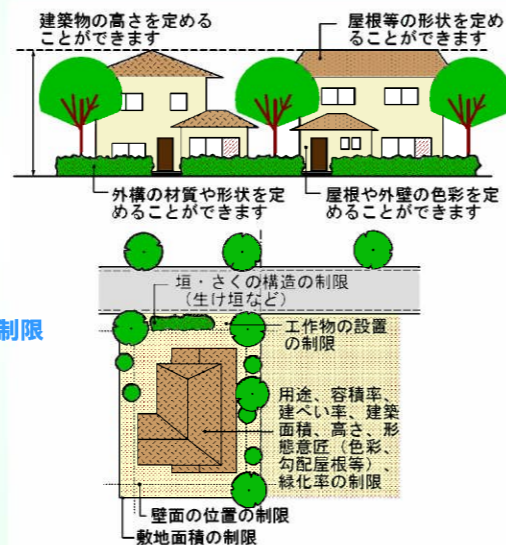 建築物の高さを定める
ことができます
屋根等の形状を定め
ることができます
外構の材質や形状を定
めることができます
屋根や外壁の色彩を定
めることができます
垣・さくの構造の制限
(生け垣など)
制限
工作物の設置
の制限
用途、容積率、
建ぺい率、建築
面積、高さ、形
態意匠(色彩、
勾配屋根等)、
緑化率の制限
壁面の位置の制限
敷地面積の制限